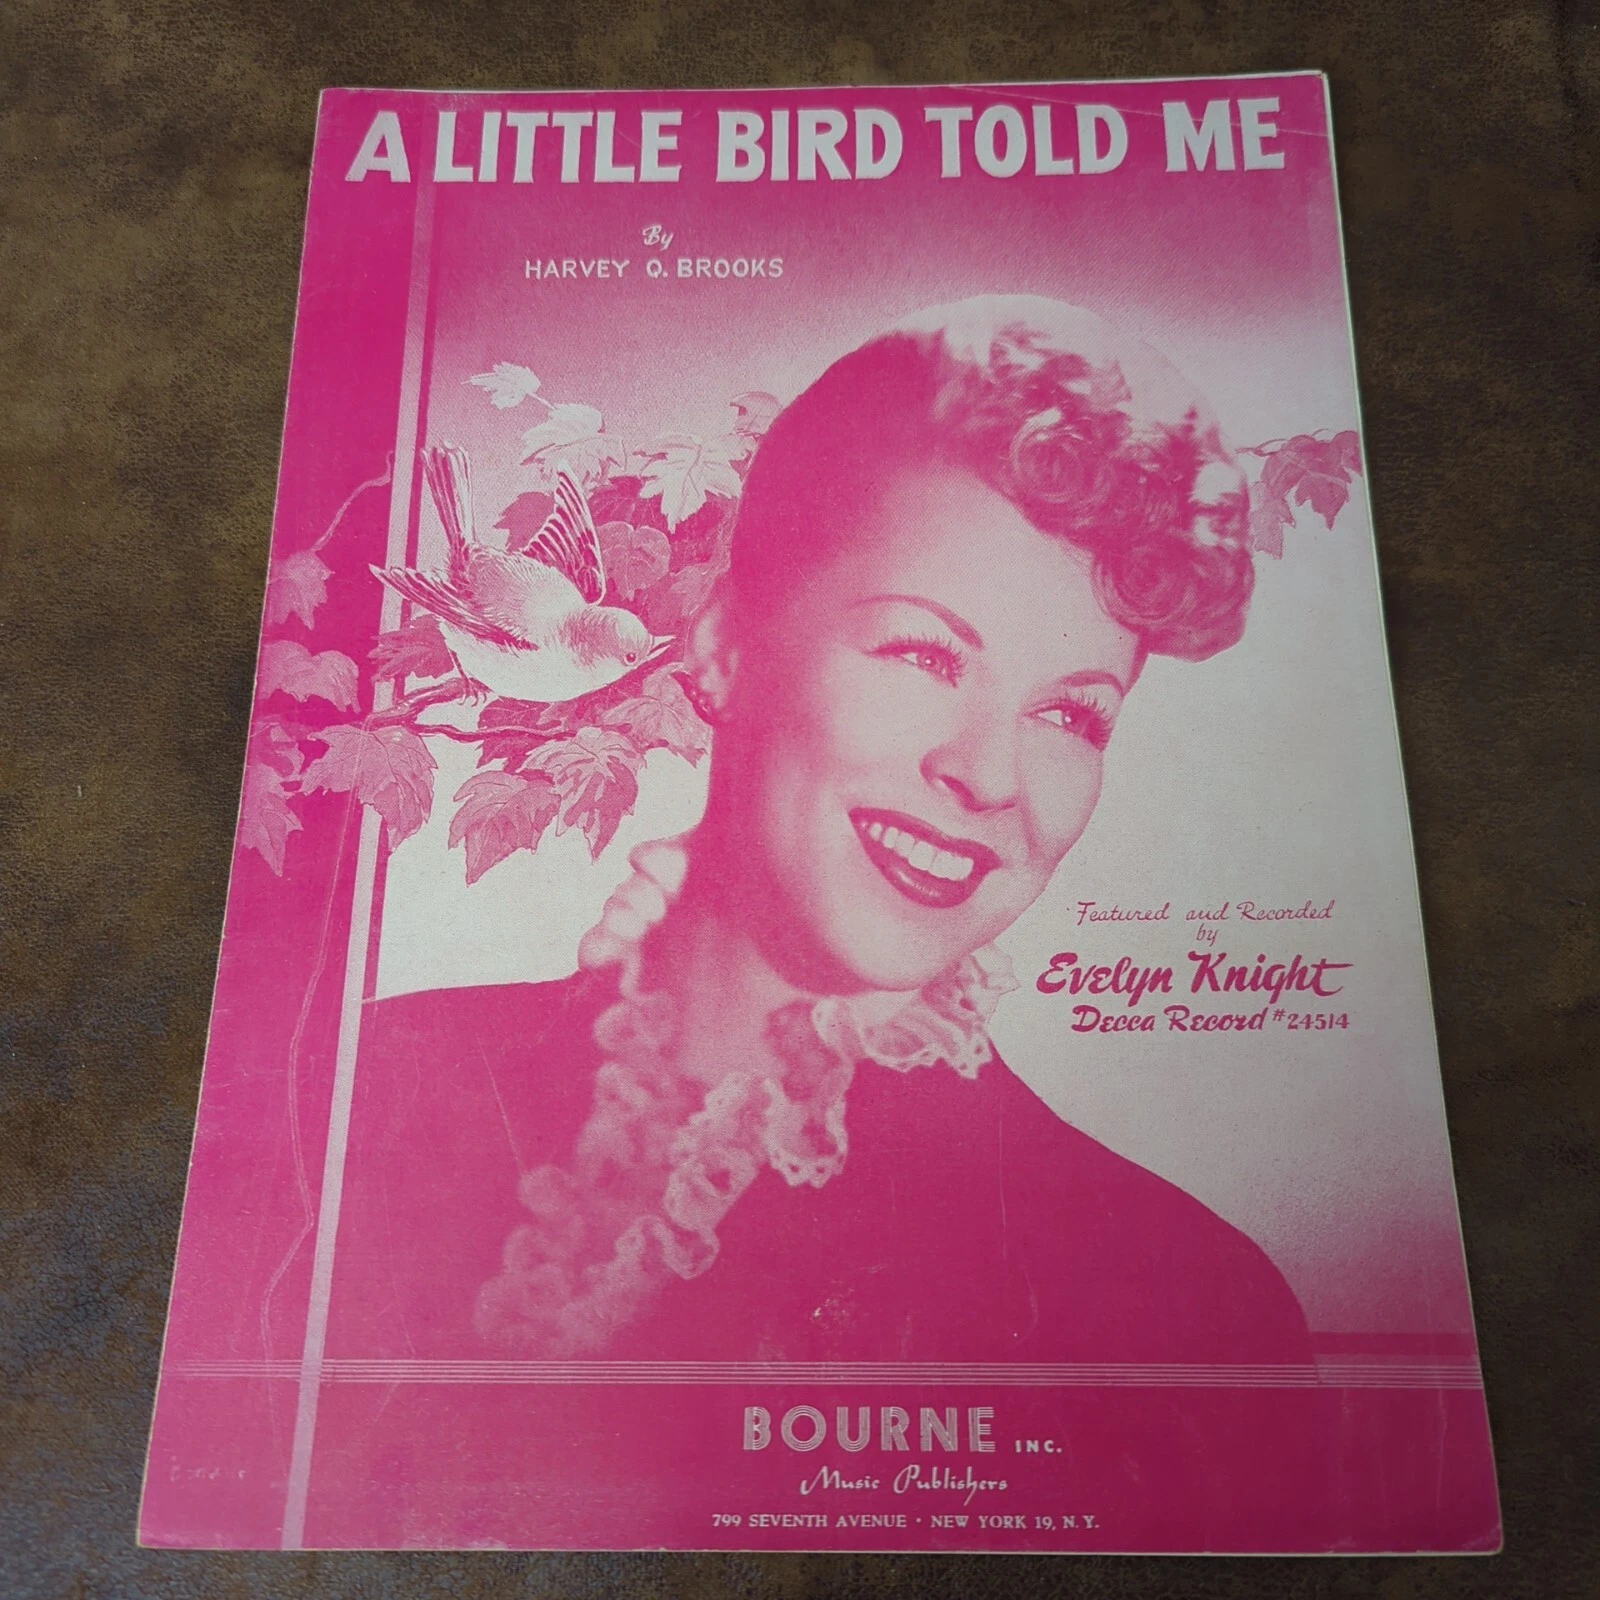 A LITTLE BIRD TOLD ME
By
HARVEY O. BROOKS
Featured and Recorded
by
Evelyn Knight
Decca Record #24514
BOURNE INC.
Music Publishers
799 SEVENTH AVENUE · NEW YORK 19, N. Y.